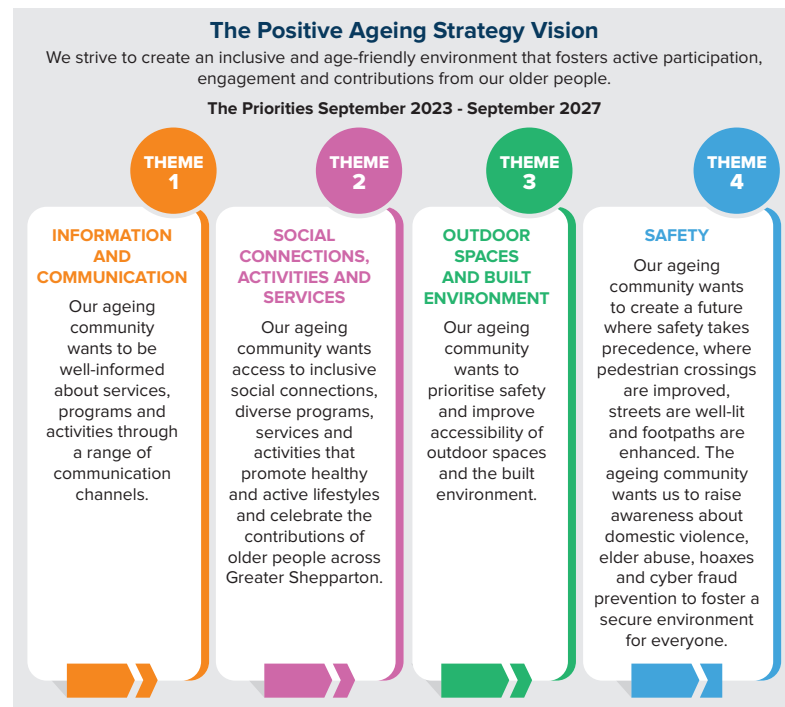 The Positive Ageing Strategy Vision
We strive to create an inclusive and age-friendly environment that fosters active participation,
engagement and contributions from our older people.
The Priorities September 2023 - September 2027
THEME
1
INFORMATION
AND
COMMUNICATION
Our ageing
community
wants to be
well-informed
about services,
programs and
activities through
a range of
communication
channels.
THEME
2
SOCIAL
CONNECTIONS,
ACTIVITIES AND
SERVICES
Our ageing
community wants
access to inclusive
social connections,
diverse programs,
services and
activities that
promote healthy
and active lifestyles
and celebrate the
contributions of
older people across
Greater Shepparton.
THEME
3
OUTDOOR
SPACES
AND BUILT
ENVIRONMENT
Our ageing
community
wants to
prioritise safety
and improve
accessibility of
outdoor spaces
and the built
environment.
THEME
4
SAFETY
Our ageing
community wants
to create a future
where safety takes
precedence, where
pedestrian crossings
are improved,
streets are well-lit
and footpaths are
enhanced. The
ageing community
wants us to raise
awareness about
domestic violence,
elder abuse, hoaxes
and cyber fraud
prevention to foster a
secure environment
for everyone.